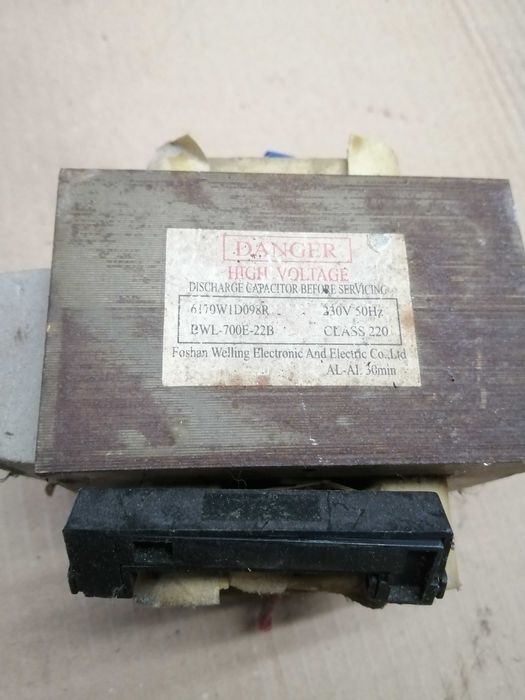 DANGER
HIGH VOLTAGE
DISCHARGE CAPACITOR BEFORE SERVICING
6170W1D098R 230V 50Hz
BWL-700E-22B CLASS 220
Foshan Welling Electronic And Electric Co.,Ltd
AL-AL 30min